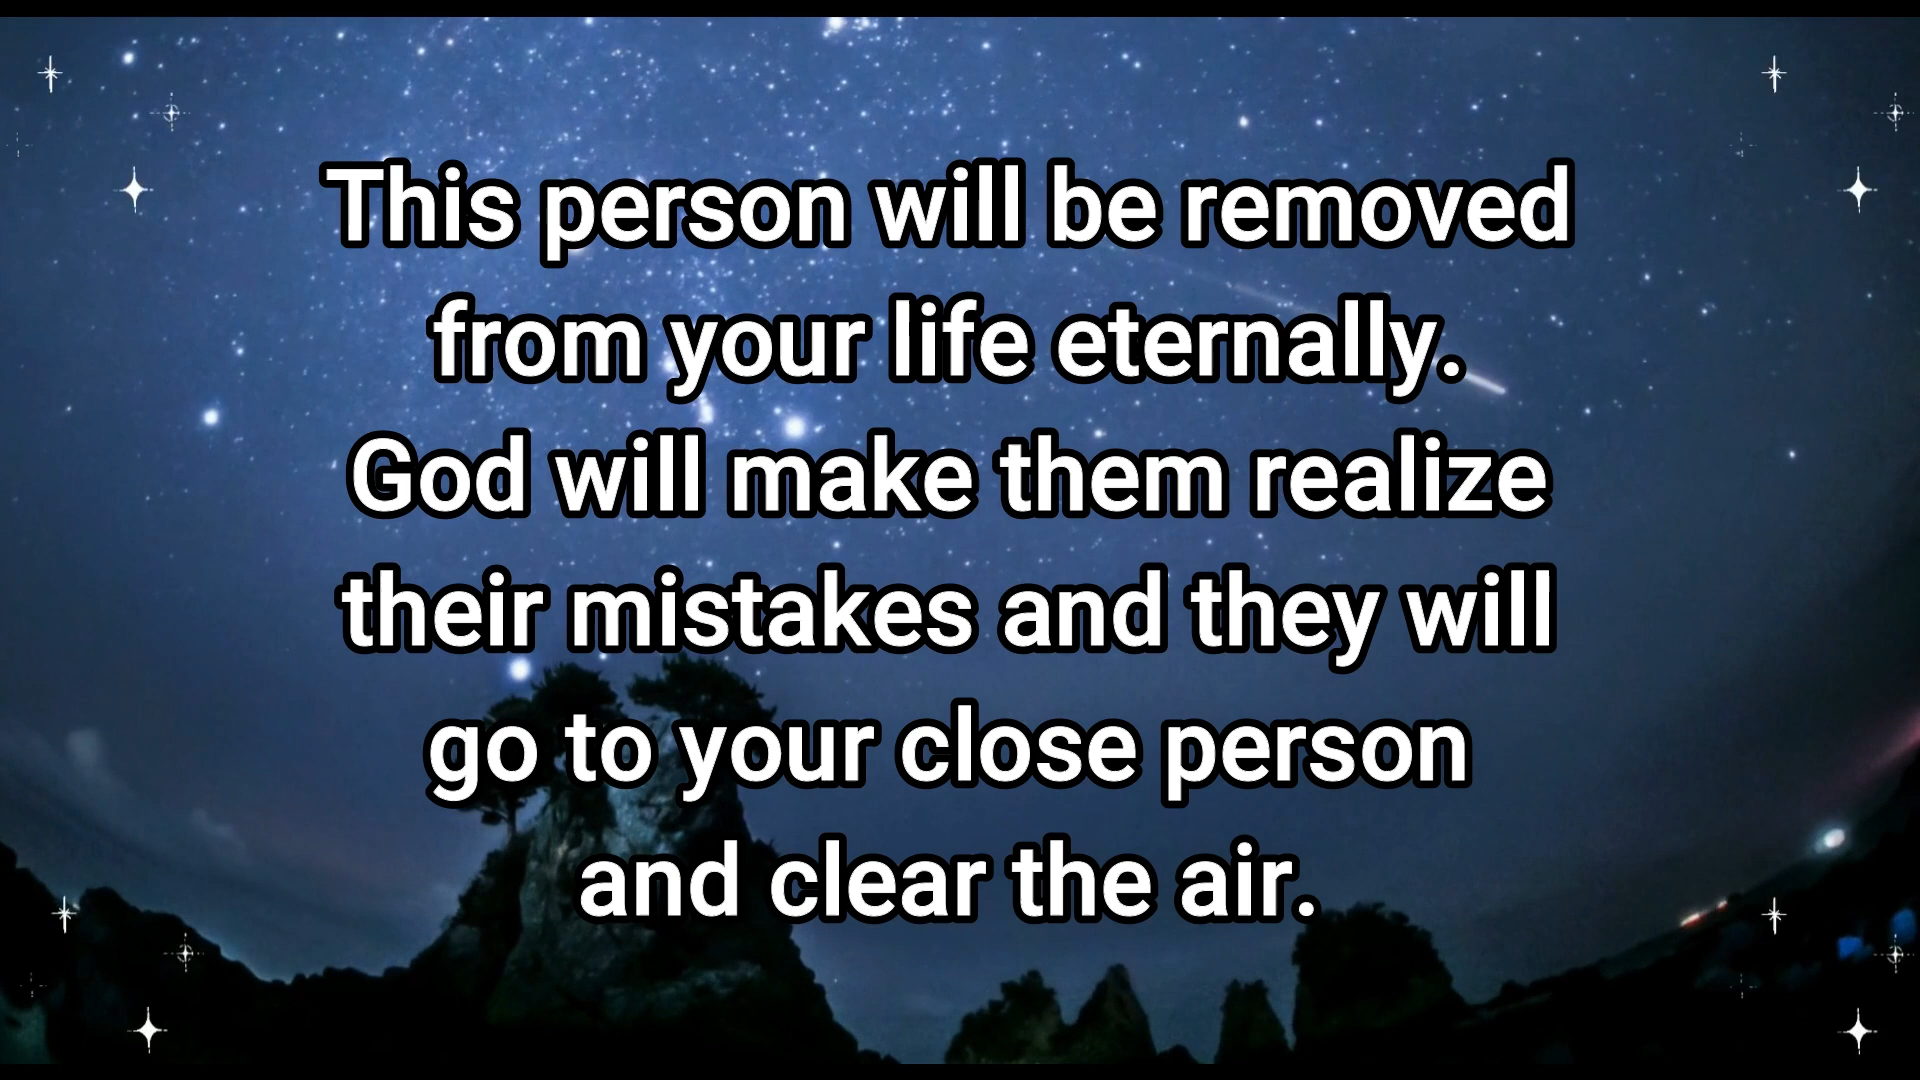 This person will be removed
from your life eternally.
God will make them realize
their mistakes and they will
go to your close person
and clear the air.